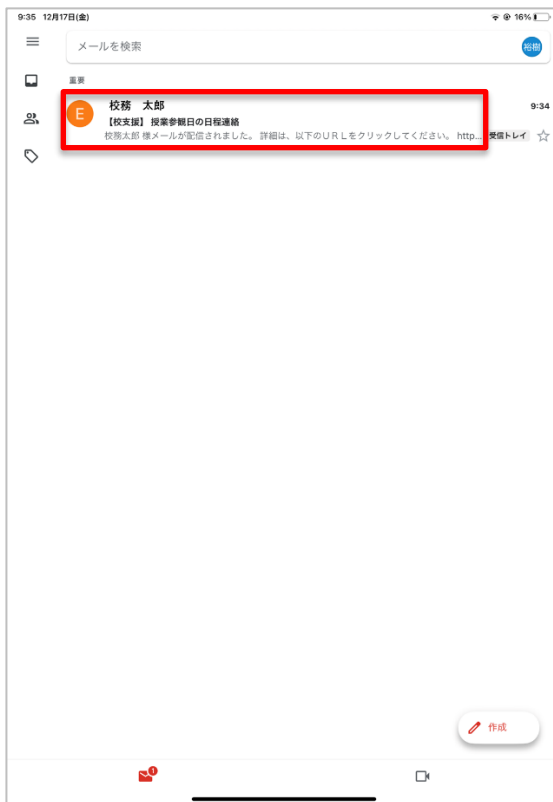 9:35 12月17日(金)
16%
メールを検索
裕樹
重要
E
校務 太郎
9:34
【校支援】 授業参観日の日程連絡
校務太郎 様メールが配信されました。 詳細は、以下のＵＲＬをクリックしてください。 http...
受信トレイ
作成
1